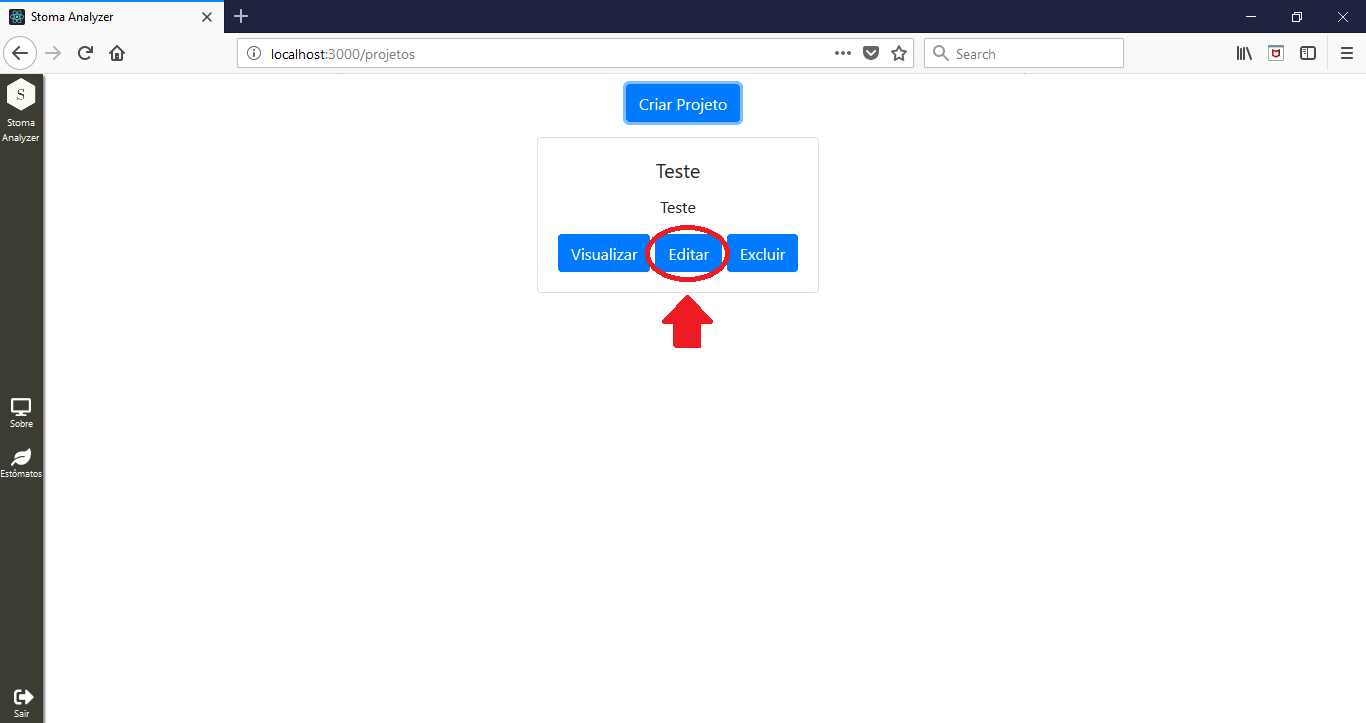 Stoma Analyzer
localhost:3000/projetos
Search
S
Stoma
Analyzer
Criar Projeto
Teste
Teste
Visualizar Editar Excluir
Sobre
Estômatos
Sair